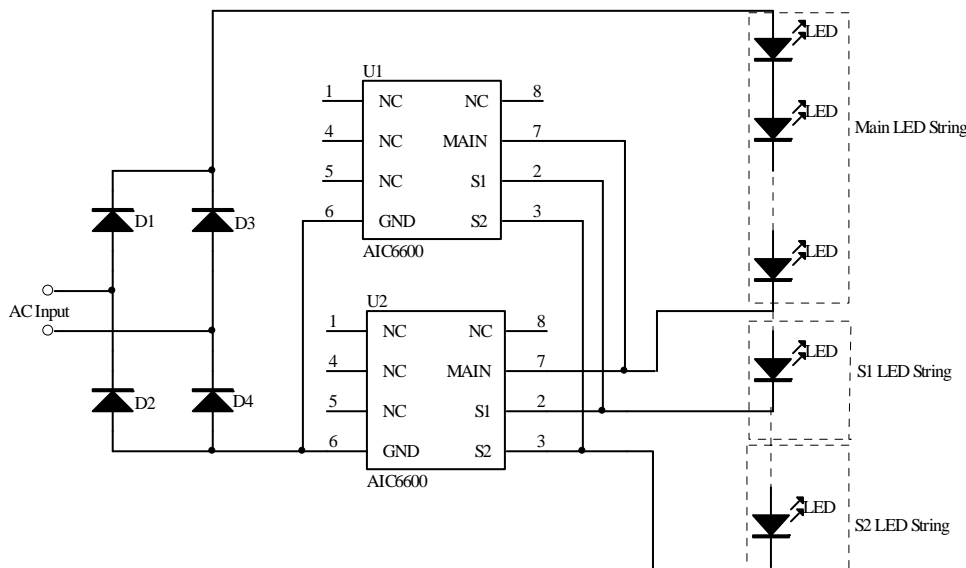 LED
U1
1 NC NC 8
LED
Main LED String
4 NC MAIN 7
5 NC S1 2
6 GND S2 3
D1 D3
AIC6600
LED
AC Input
U2
1 NC NC 8
LED
4 NC MAIN 7
S1 LED String
D2 D4
5 NC S1 2
6 GND S2 3
AIC6600
LED
S2 LED String